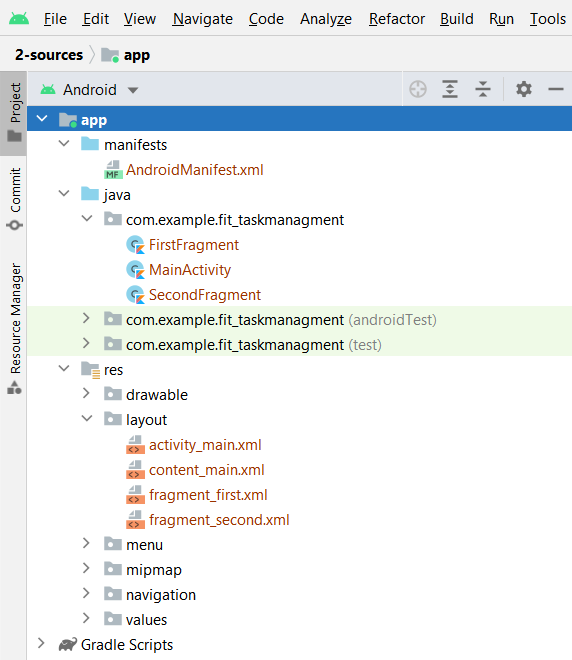 File Edit View Navigate Code Analyze Refactor Build Run Tools
2-sources app
Project
Commit
Resource Manager
Android
app
manifests
MF AndroidManifest.xml
java
com.example.fit_taskmanagment
FirstFragment
MainActivity
SecondFragment
com.example.fit_taskmanagment (androidTest)
com.example.fit_taskmanagment (test)
res
drawable
layout
activity_main.xml
content_main.xml
fragment_first.xml
fragment_second.xml
menu
mipmap
navigation
values
Gradle Scripts